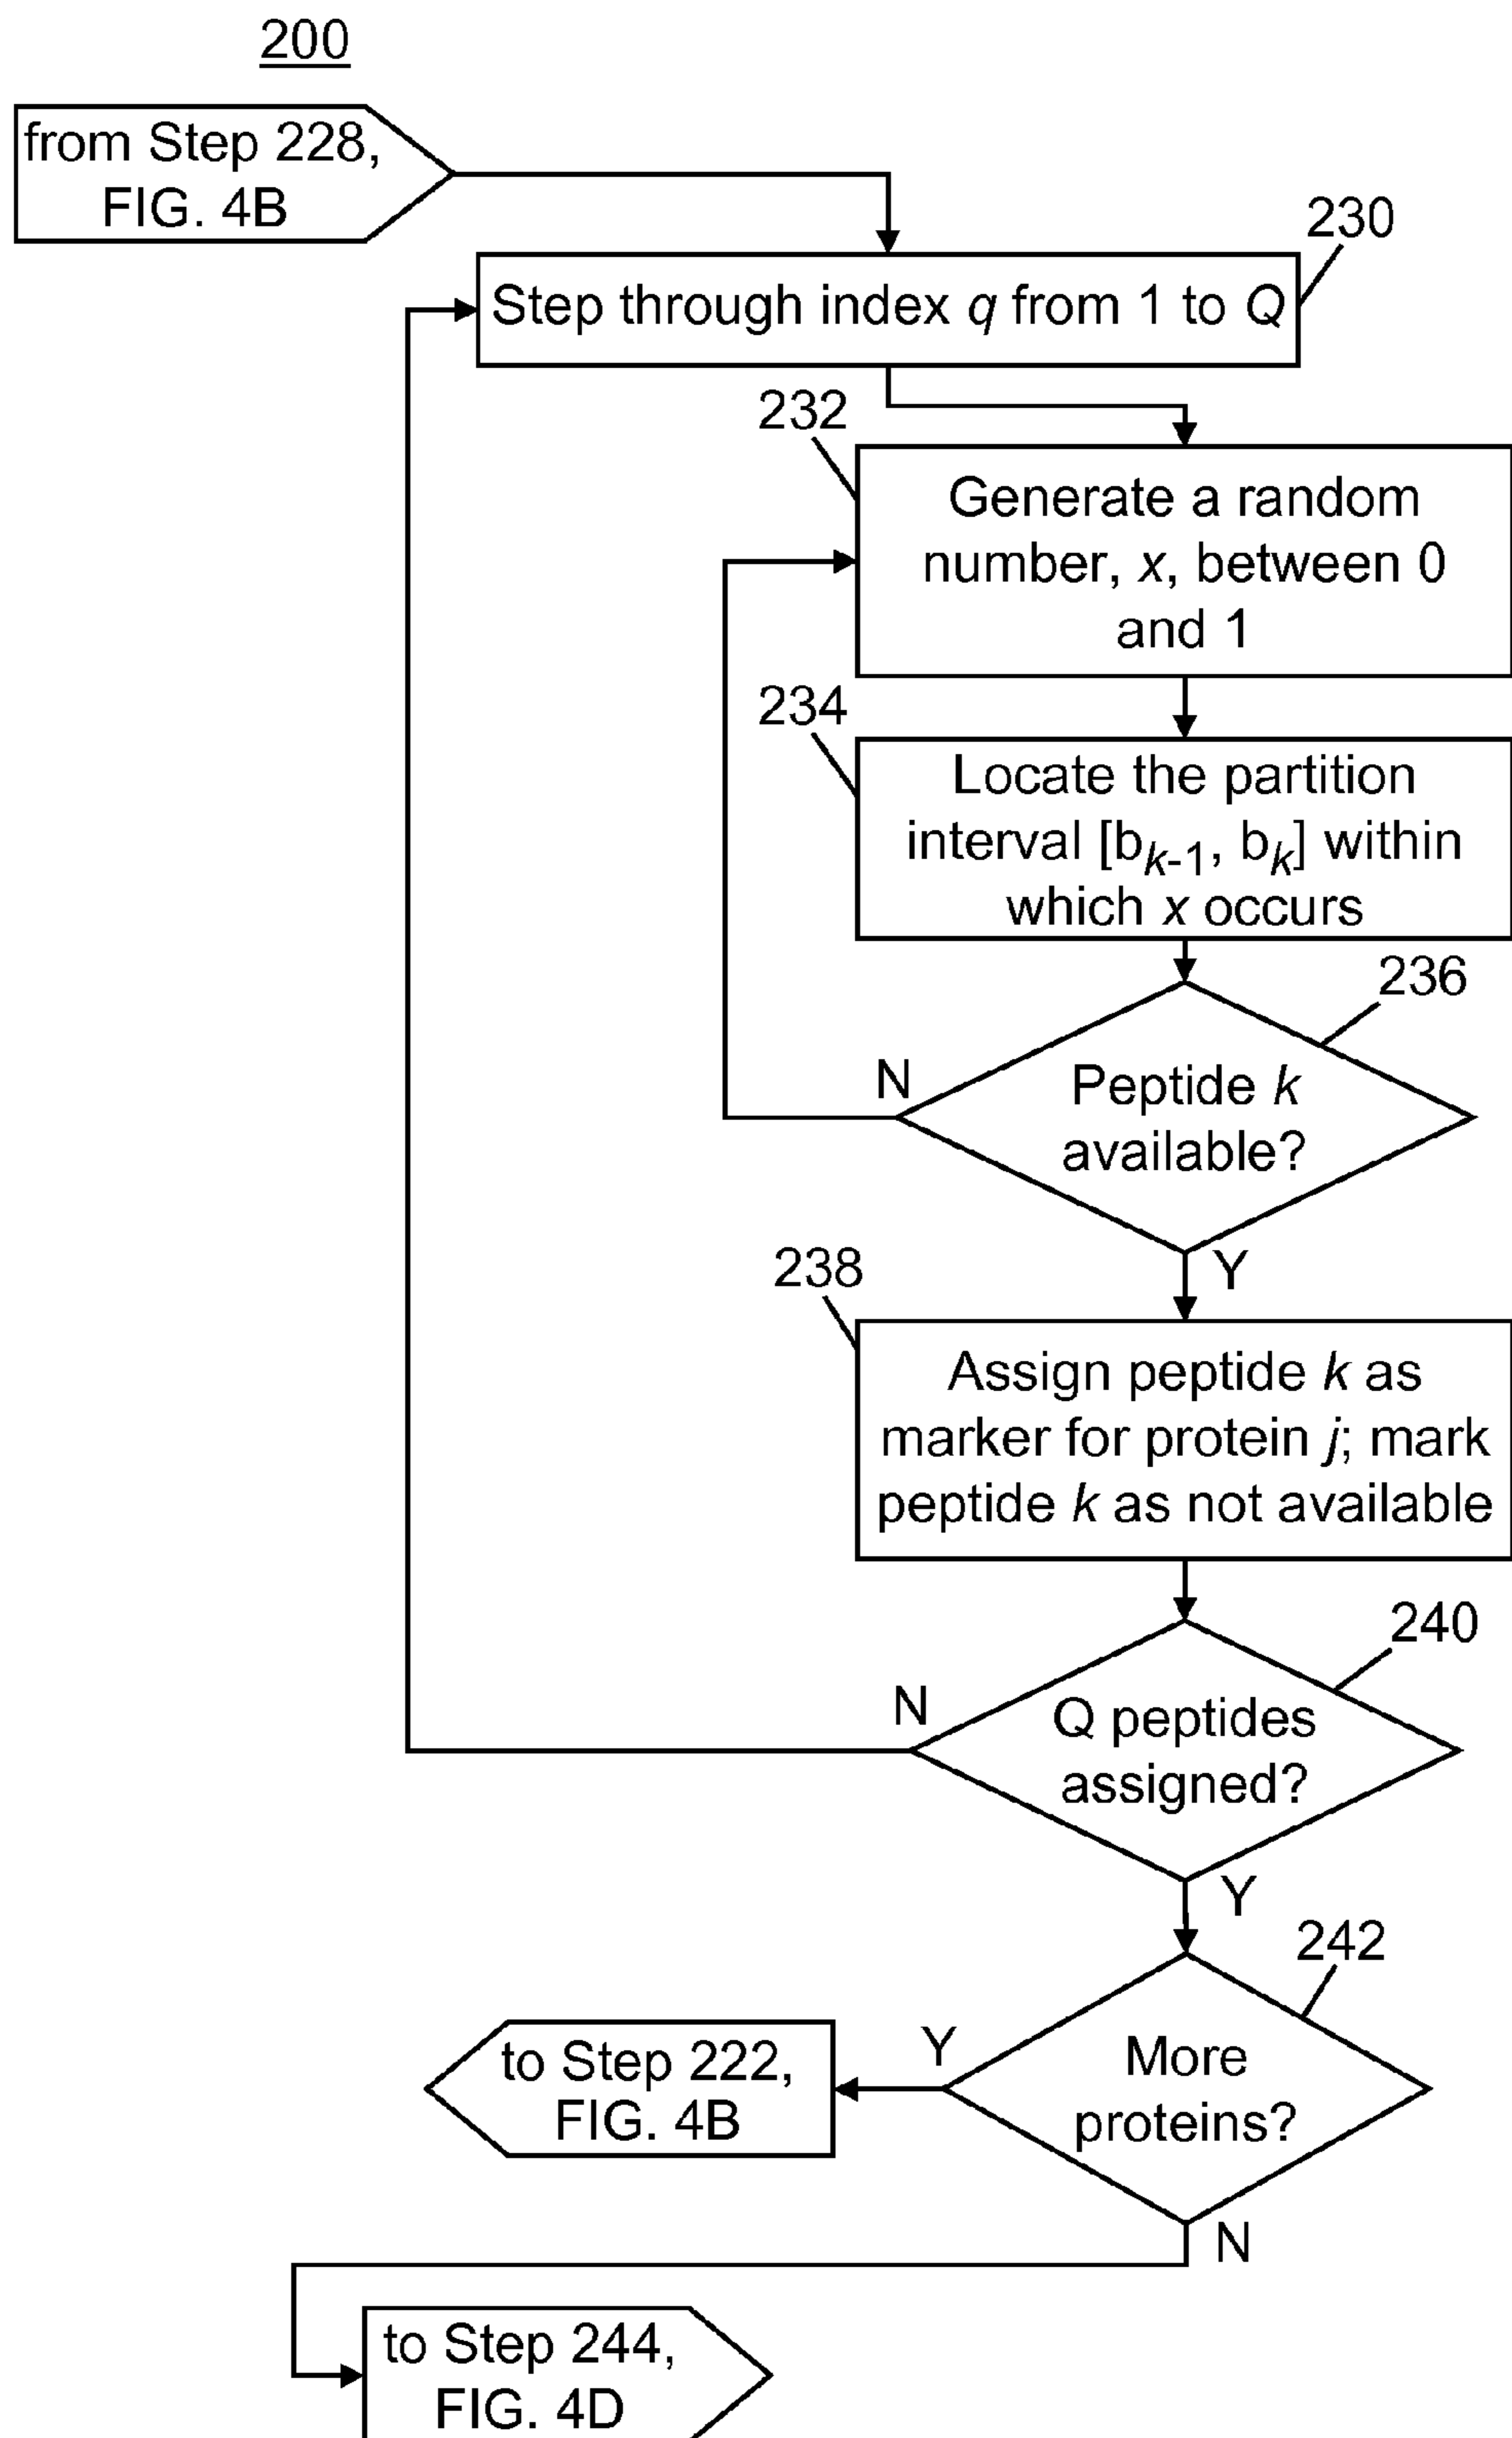 200
from Step 228,
FIG. 4B
230
Step through index q from 1 to Q
232
Generate a random
number, x, between 0
and 1
234
Locate the partition
interval [bk-1, bk] within
which x occurs
236
Peptide k
available?
N
Y
238
Assign peptide k as
marker for protein j; mark
peptide k as not available
240
Q peptides
assigned?
N
Y
242
More
proteins?
Y
to Step 222,
FIG. 4B
N
to Step 244,
FIG. 4D